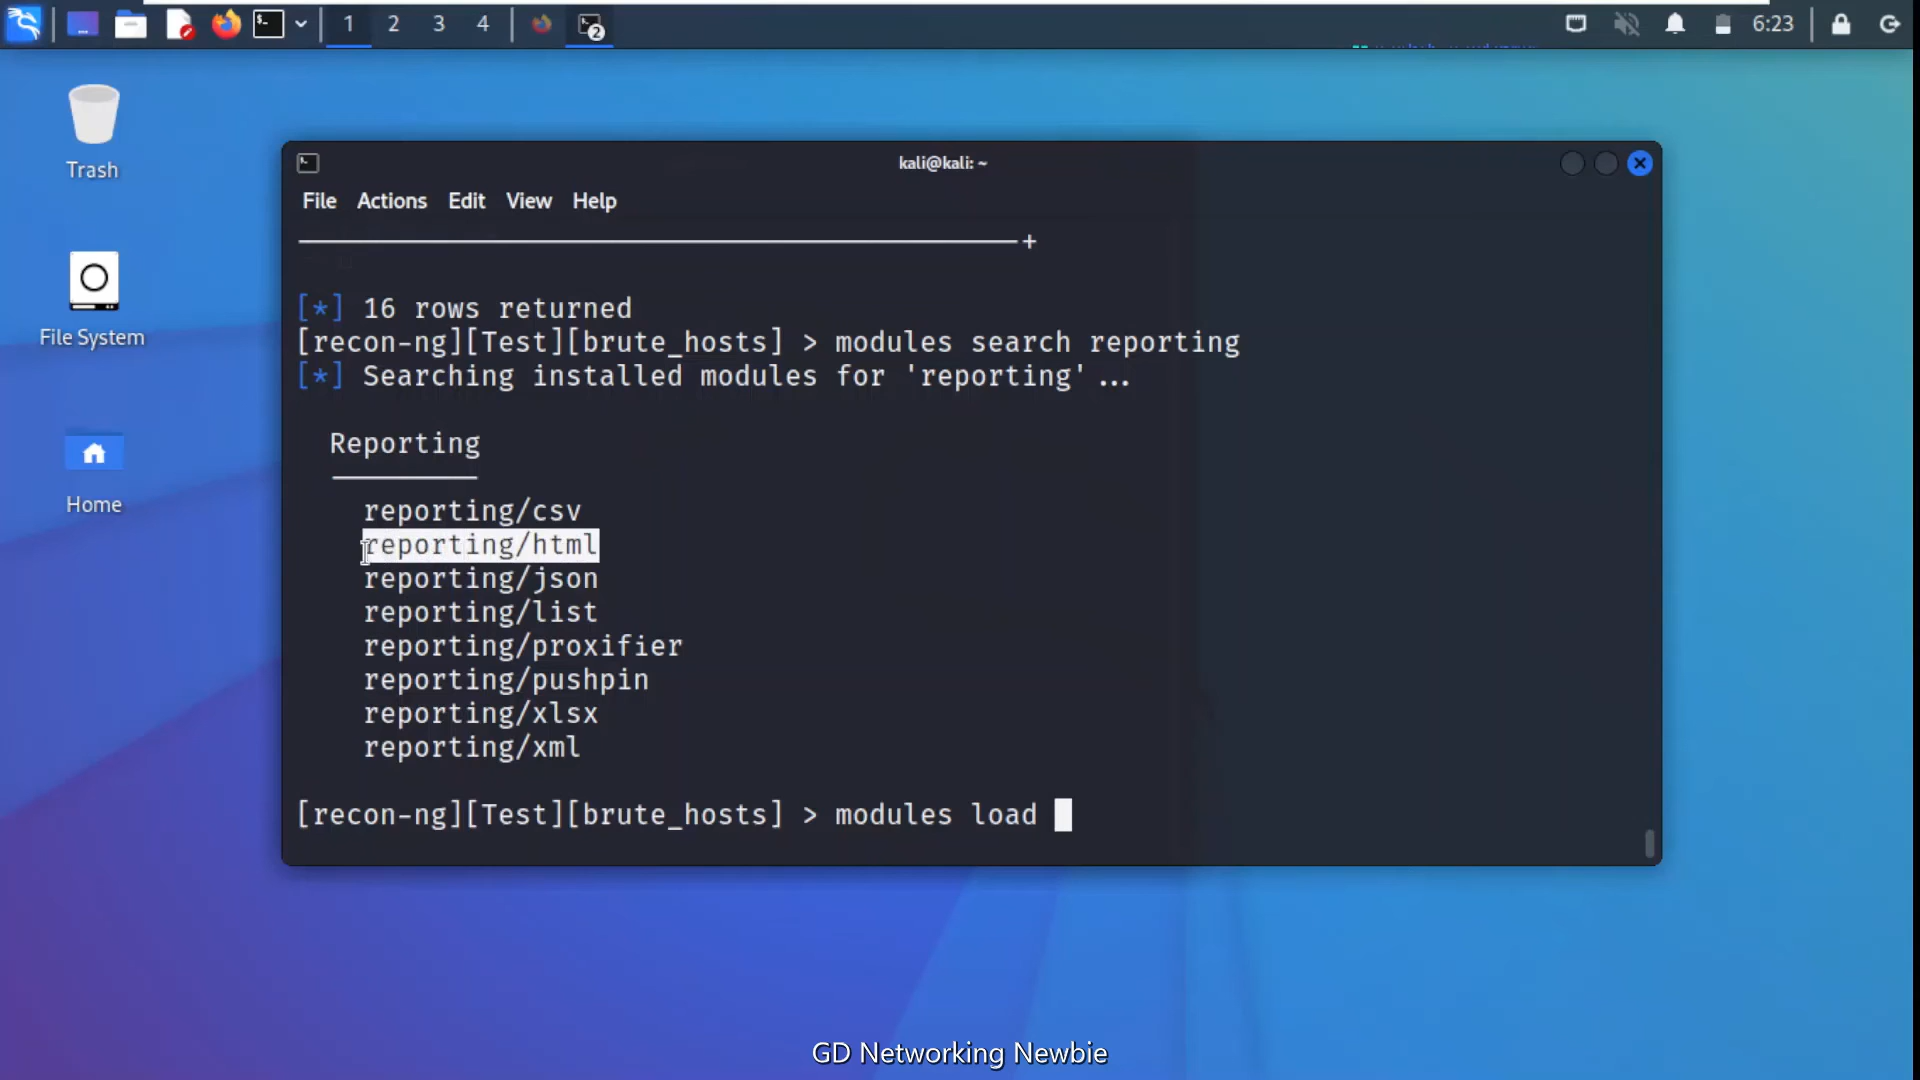 1 2 3 4
2
6:23
Trash
File System
Home
kali@kali: ~
File Actions Edit View Help
+
[*] 16 rows returned
[recon-ng][Test][brute_hosts] > modules search reporting
[*] Searching installed modules for 'reporting' ...
Reporting
reporting/csv
reporting/html
reporting/json
reporting/list
reporting/proxifier
reporting/pushpin
reporting/xlsx
reporting/xml
[recon-ng][Test][brute_hosts] > modules load
GD Networking Newbie